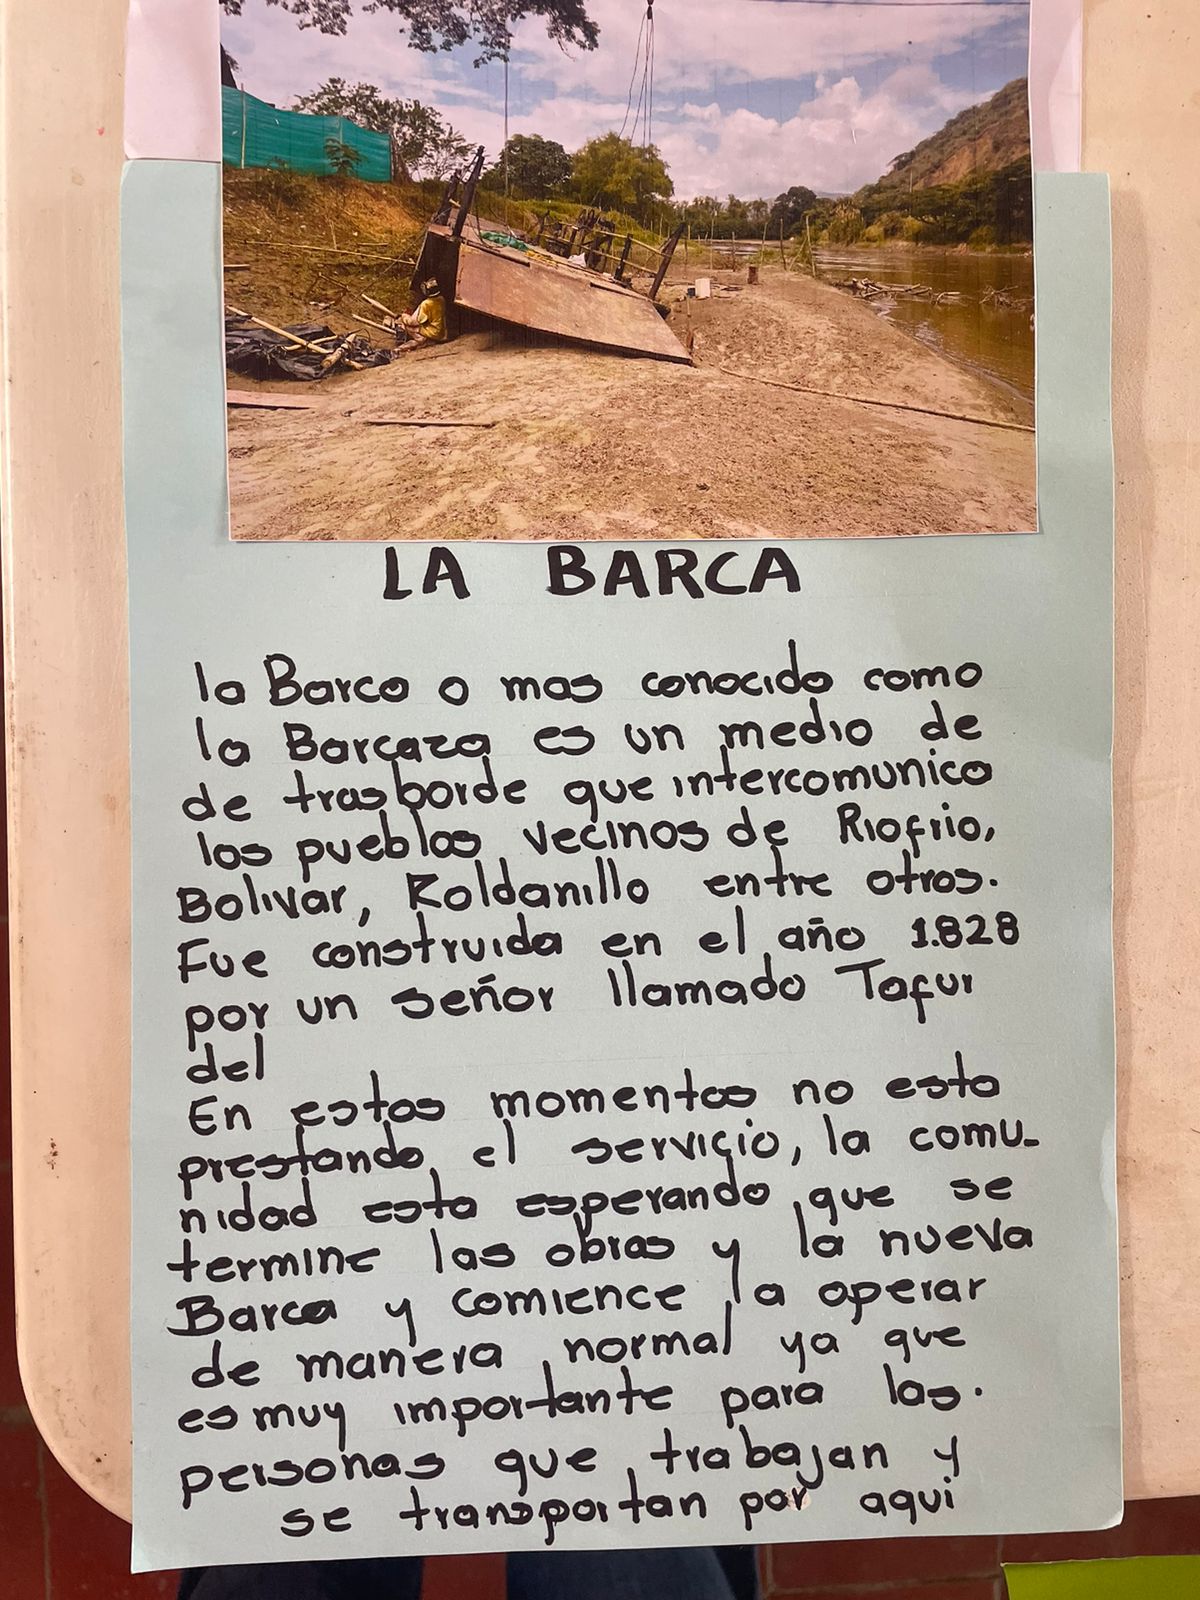 LA BARCA
la Barca o mas conocida como
la Barcaza es un medio de
de trasborde que intercomunica
los pueblos vecinos de Riofrio,
Bolivar, Roldanillo entre otros.
Fue construida en el año 1.828
por un señor llamado Tafur
del
En estos momentos no esta
prestando el servicio, la comu-
nidad esta esperando que se
termine las obras y la nueva
Barca y comience la operar
de manera normal ya que
es muy importante para las.
personas que trabajan y
se transportan por aqui